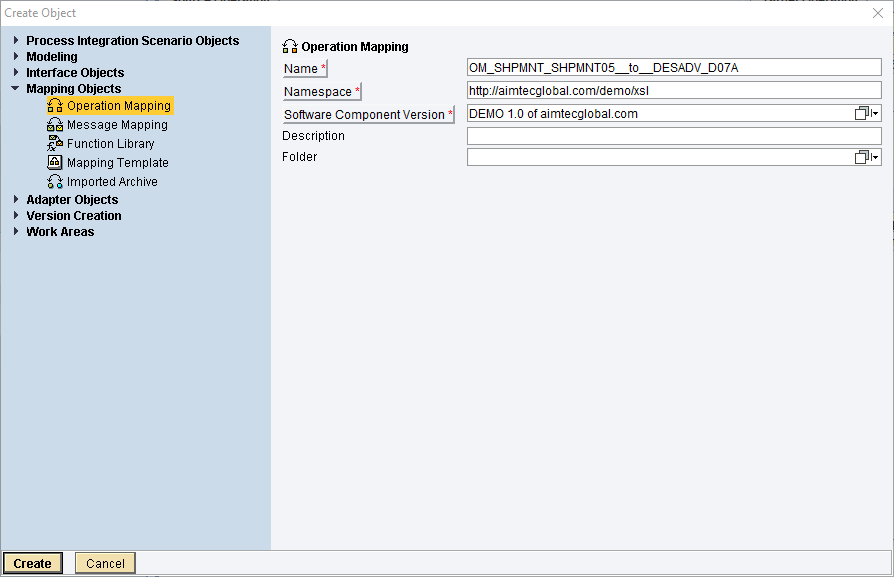 Create Object
Process Integration Scenario Objects
Modeling
Interface Objects
Mapping Objects
Operation Mapping
Message Mapping
Function Library
Mapping Template
Imported Archive
Adapter Objects
Version Creation
Work Areas
Operation Mapping
Name * OM_SHPMNT_SHPMNT05__to__DESADV_D07A
Namespace * http://aimtecglobal.com/demo/xsl
Software Component Version * DEMO 1.0 of aimtecglobal.com
Description
Folder
Create Cancel